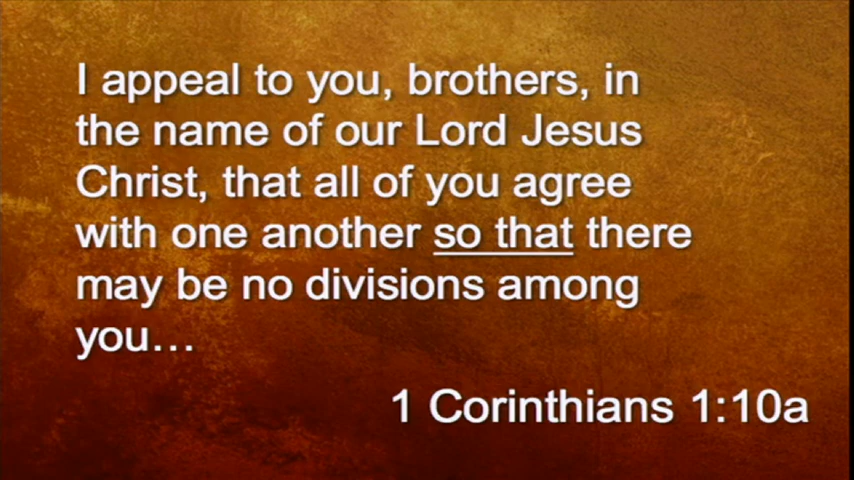 I appeal to you, brothers, in
the name of our Lord Jesus
Christ, that all of you agree
with one another so that there
may be no divisions among
you…
1 Corinthians 1:10a